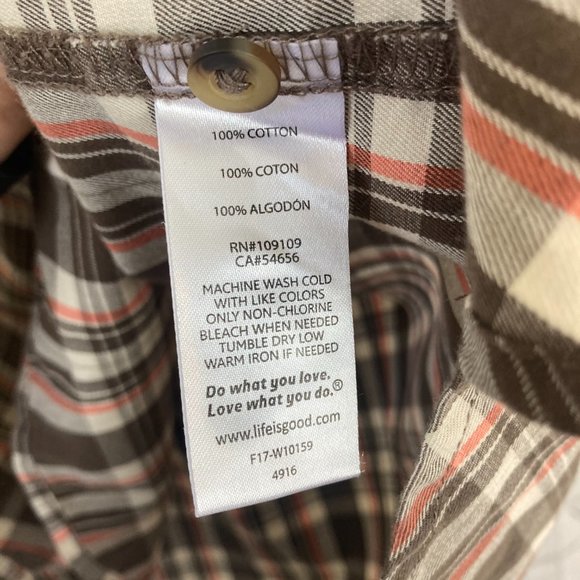 100% COTTON
100% COTON
100% ALGODÓN
RN#109109
CA#54656
MACHINE WASH COLD
WITH LIKE COLORS
ONLY NON-CHLORINE
BLEACH WHEN NEEDED
TUMBLE DRY LOW
WARM IRON IF NEEDED
Do what you love.
Love what you do.®
www.lifeisgood.com
F17-W10159
4916